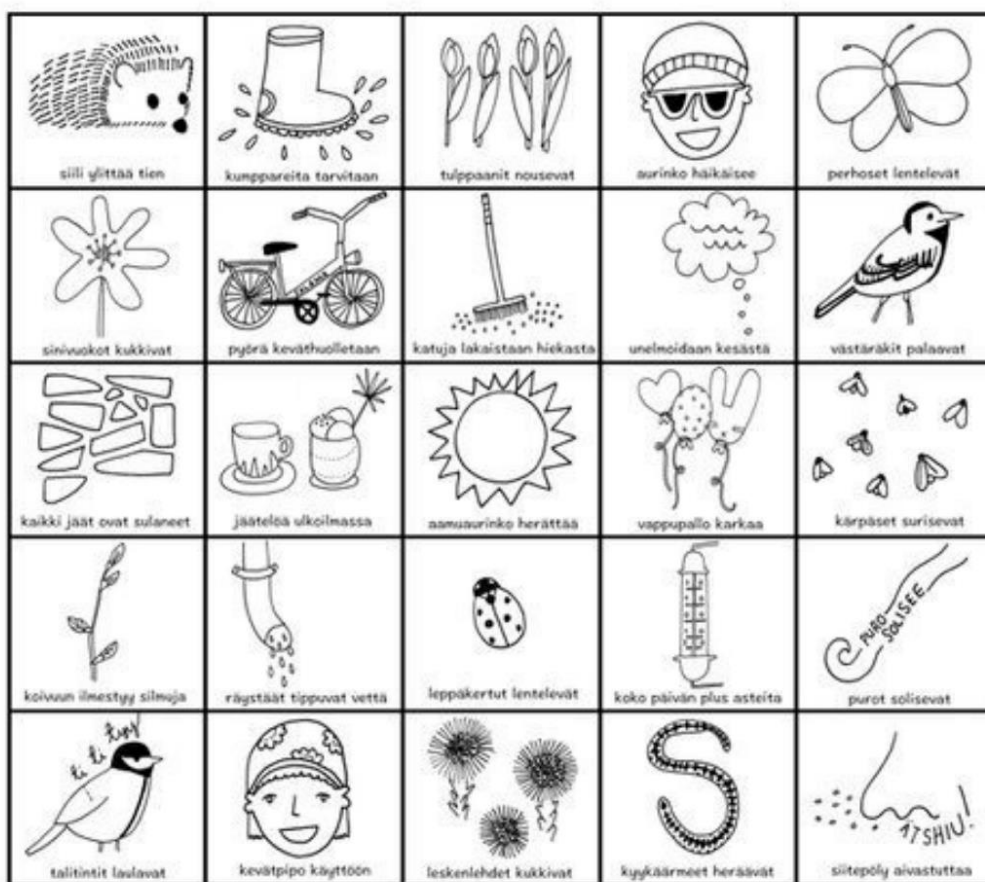 siili ylittää tien
kumppareita tarvitaan
tulppaanit nousevat
aurinko häikäisee
perhoset lentelevät
sinivuokot kukkivat
pyörä keväthuolletaan
katuja lakaistaan hiekasta
unelmoidaan kesästä
västäräkit palaavat
kaikki jäät ovat sulaneet
jäätelöä ulkoilmassa
aamuaurinko herättää
vappupallo karkaa
kärpäset surisevat
PURO
SOLISEE
koivuun ilmestyy silmuja
räystäät tippuvat vettä
leppäkertut lentelevät
koko päivän plus asteita
purot solisevat
ti ti tyy
ÄTSHIU!
talitintit laulavat
kevätpipo käyttöön
leskenlehdet kukkivat
kyykäärmeet heräävät
siitepöly aivastuttaa